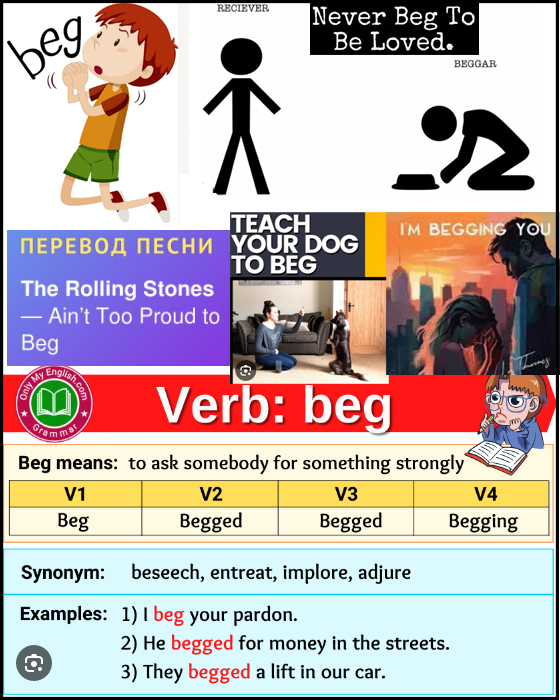 beg
RECIEVER
Never Beg To
Be Loved.
BEGGAR
ПЕРЕВОД ПЕСНИ
The Rolling Stones
— Ain't Too Proud to
Beg
TEACH
YOUR DOG
TO BEG
I'M BEGGING YOU
Thomas
Only My English.com
Grammar
Verb: beg
Beg means: to ask somebody for something strongly
V1 V2 V3 V4
Beg Begged Begged Begging
Synonym: beseech, entreat, implore, adjure
Examples: 1) I beg your pardon.
2) He begged for money in the streets.
3) They begged a lift in our car.